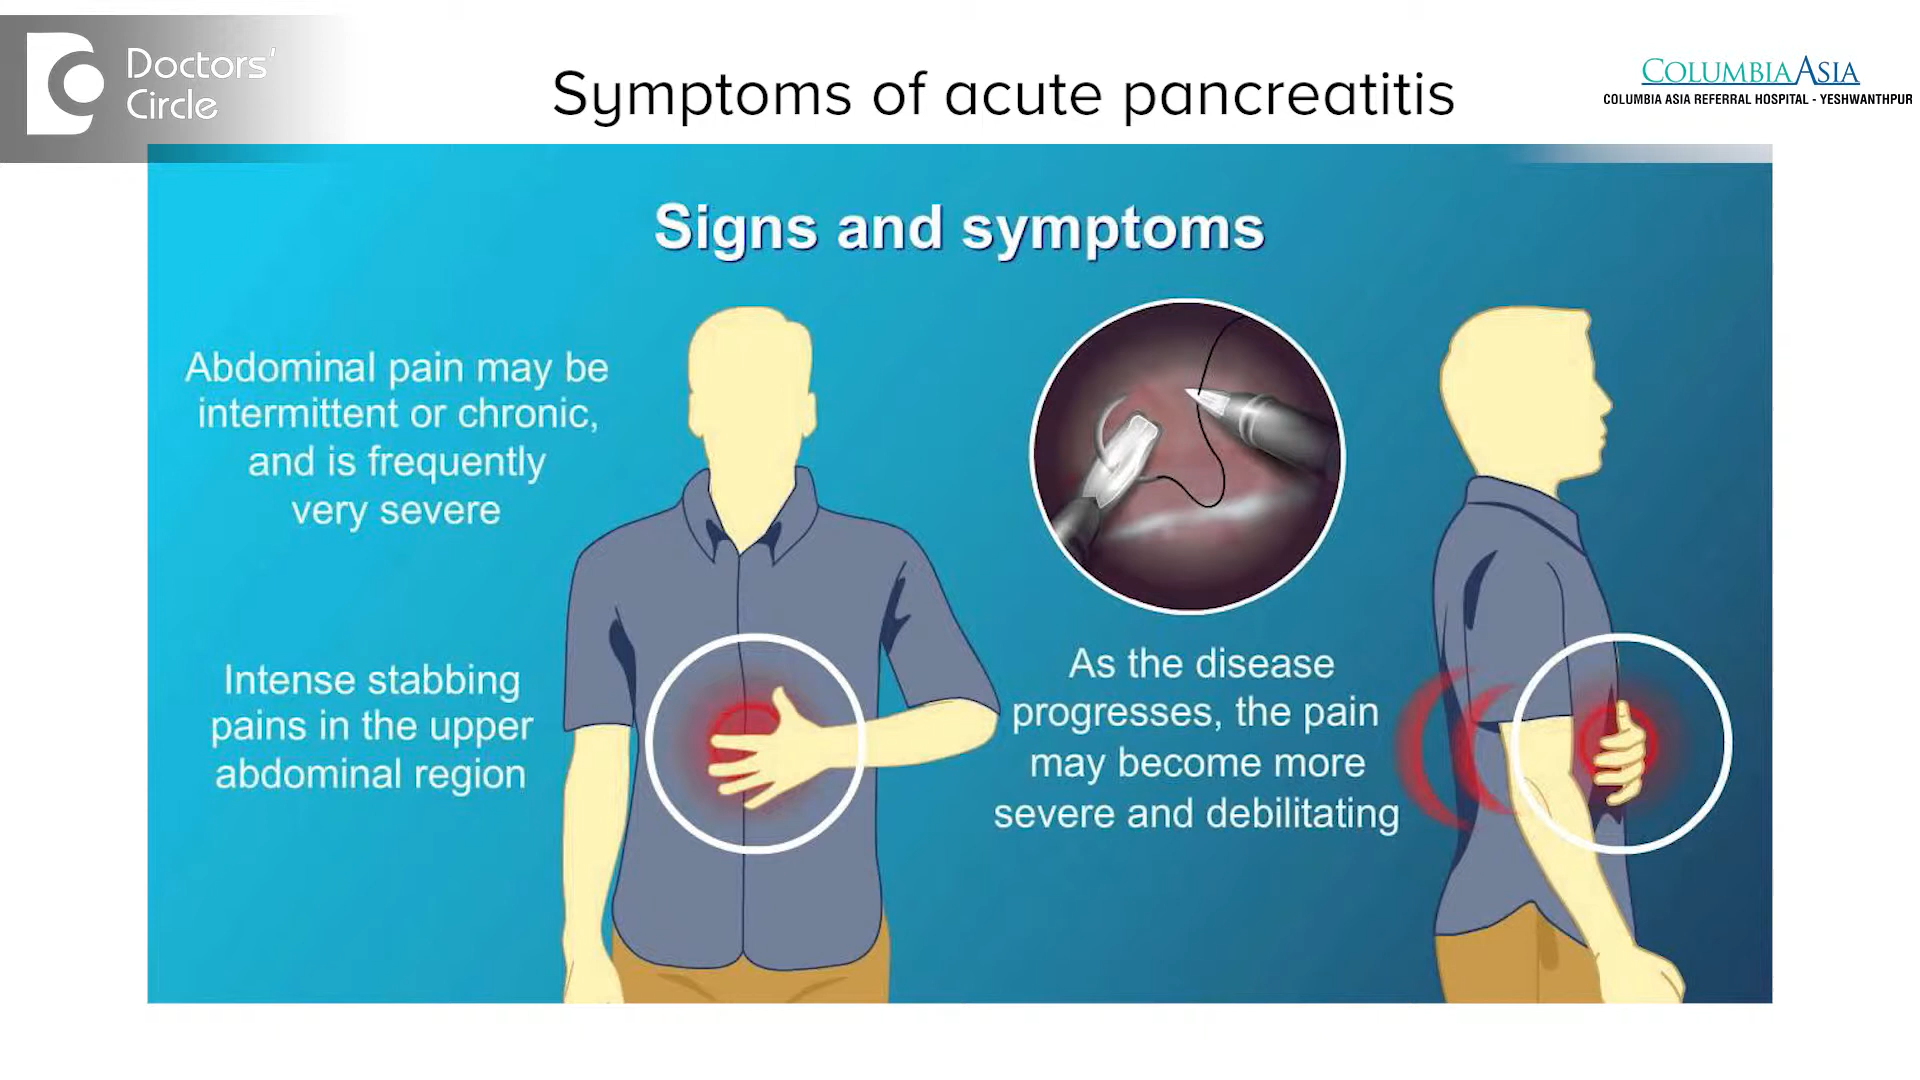 Doctors'
Circle
Symptoms of acute pancreatitis
COLUMBIA ASIA
COLUMBIA ASIA REFERRAL HOSPITAL - YESHWANTHPUR
Signs and symptoms
Abdominal pain may be
intermittent or chronic,
and is frequently
very severe
Intense stabbing
pains in the upper
abdominal region
As the disease
progresses, the pain
may become more
severe and debilitating